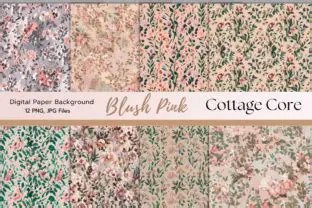 Digital Paper Background
12 PNG, JPG Files
Blush Pink
Cottage Core